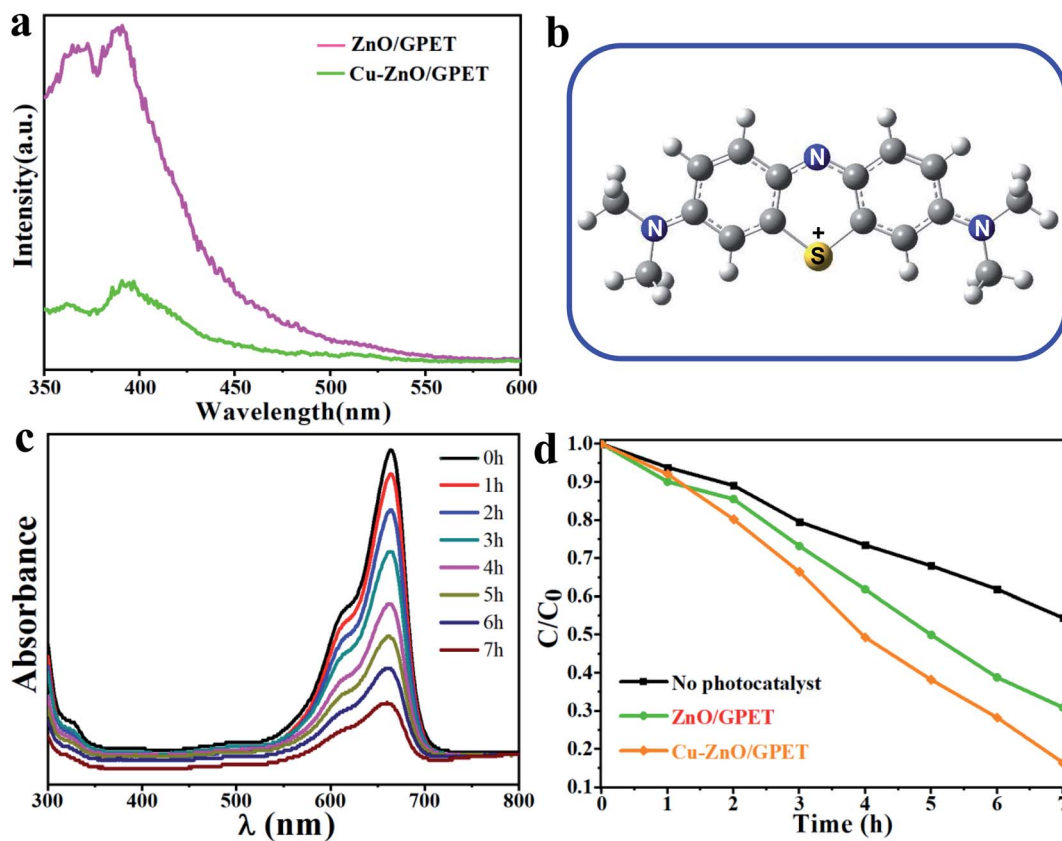 a
ZnO/GPET
Cu-ZnO/GPET
Intensity(a.u.)
350 400 450 500 550 600
Wavelength(nm)
b
N
N
+
S
N
c
0h
1h
2h
3h
4h
5h
6h
7h
Absorbance
300 400 500 600 700 800
λ (nm)
d
1.0
0.9
0.8
0.7
0.6
0.5
0.4
0.3
0.2
0.1
C/C0
No photocatalyst
ZnO/GPET
Cu-ZnO/GPET
0 1 2 3 4 5 6 7
Time (h)